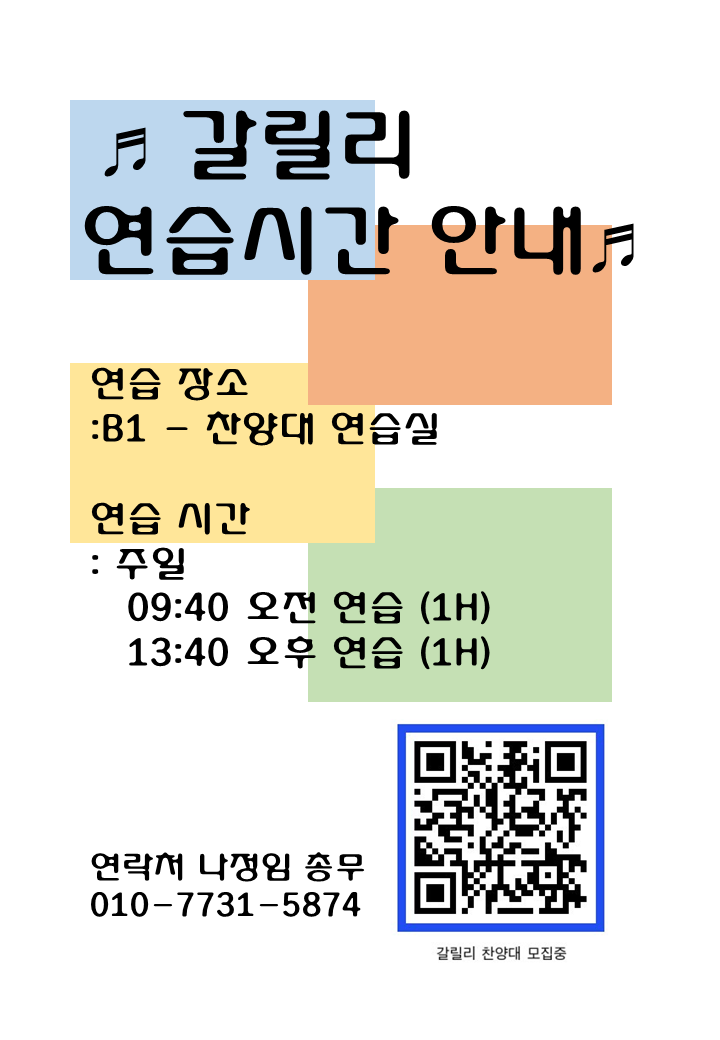 ♬ 갈릴리
연습시간 안내♬
연습 장소
:B1 - 찬양대 연습실
연습 시간
: 주일
09:40 오전 연습 (1H)
13:40 오후 연습 (1H)
연락처 나정임 총무
010-7731-5874
갈릴리 찬양대 모집중